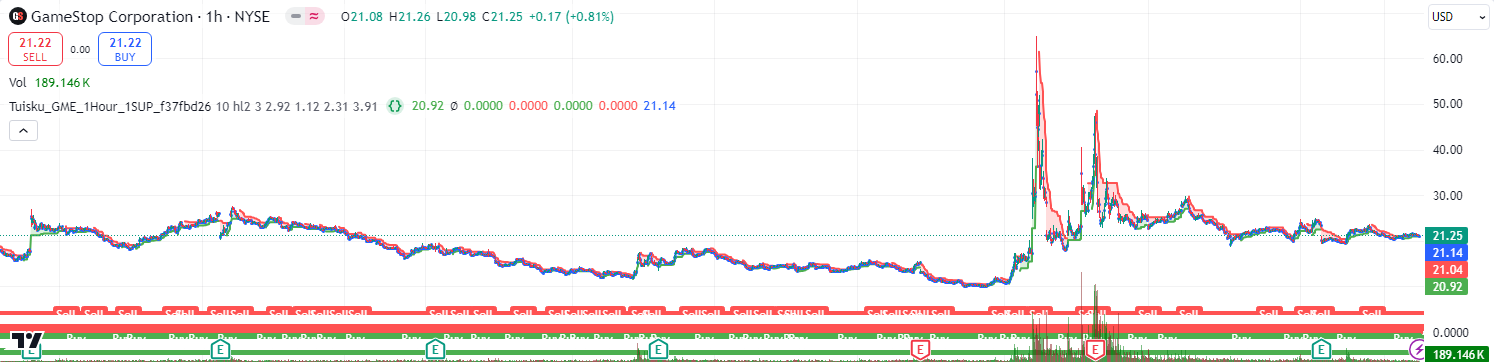 GameStop Corporation · 1h · NYSE O21.08 H21.26 L20.98 C21.25 +0.17 (+0.81%)
USD
21.22 0.00 21.22
SELL BUY
Vol 189.146 K
Tuisku_GME_1Hour_1SUP_f37fbd26 10 hl2 3 2.92 1.12 2.31 3.91 {} 20.92 Ø 0.0000 0.0000 0.0000 0.0000 21.14
60.00
50.00
40.00
30.00
21.25
21.14
21.04
20.92
0.0000
189.146 K
E E E E E E E